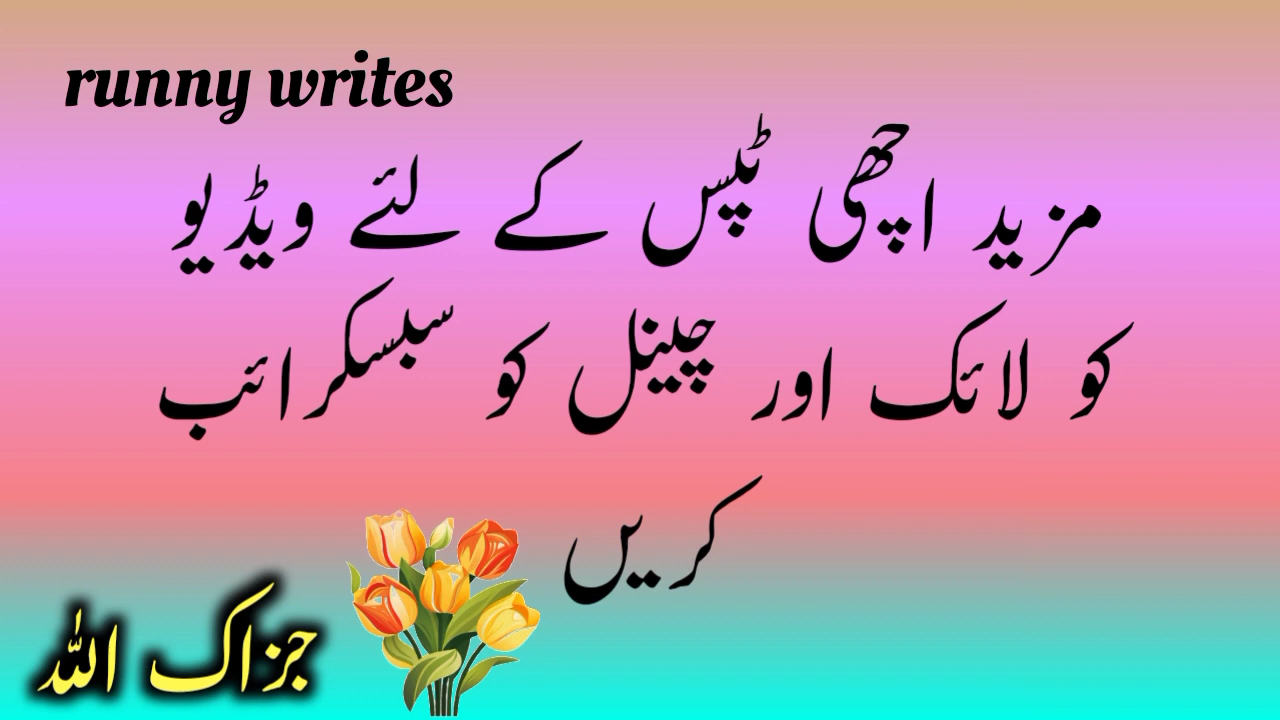 runny writes
مزید اچھی ٹپس کے لئے ویڈیو
کو لائک اور چینل کو سبسکرائب
کریں
جزاک اللہ